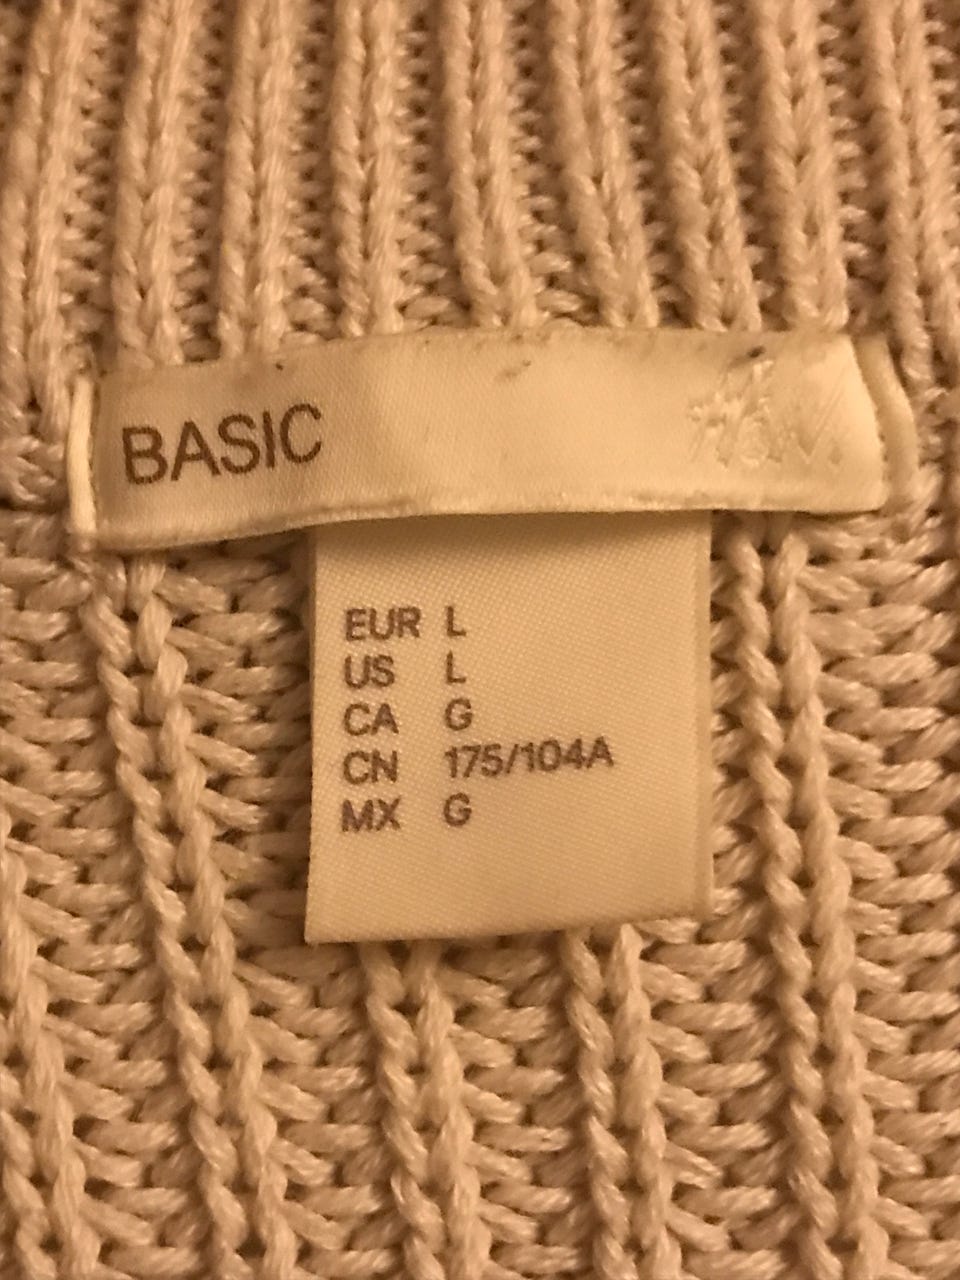 BASIC H&M
EUR L
US L
CA G
CN 175/104A
MX G